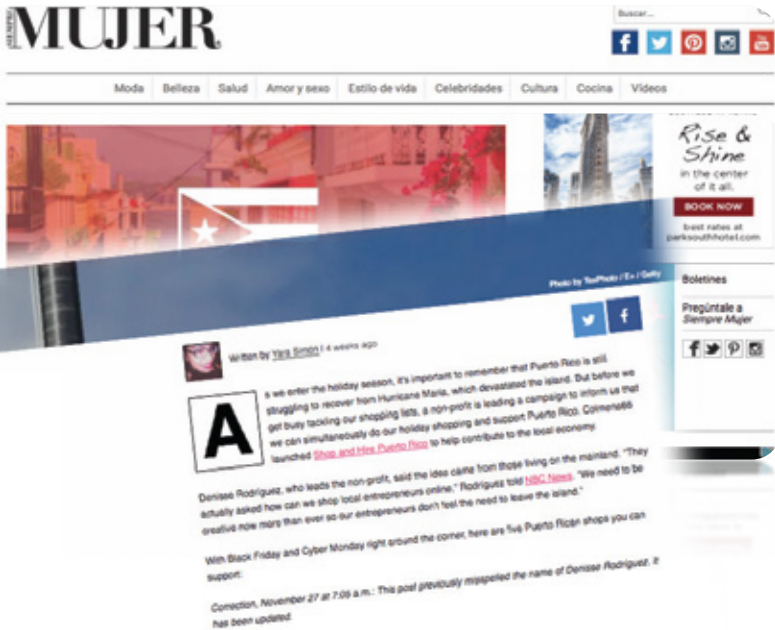 SIEMPRE
MUJER
Buscar...
Moda Belleza Salud Amor y sexo Estilo de vida Celebridades Cultura Cocina Vídeos
Rise &
Shine
in the center
of it all.
BOOK NOW
best rates at
parksouthhotel.com
Photo by TexPhoto / E+ / Getty
Boletines
Pregúntale a
Siempre Mujer
Written by Yara Simón | 4 weeks ago
As we enter the holiday season, it's important to remember that Puerto Rico is still
struggling to recover from Hurricane Maria, which devastated the island. But before we
get busy tackling our shopping lists, a non-profit is leading a campaign to inform us that
we can simultaneously do our holiday shopping and support Puerto Rico. Colmena66
launched Shop and Hire Puerto Rico to help contribute to the local economy.
Denisse Rodríguez, who leads the non-profit, said the idea came from those living on the mainland. "They
actually asked how can we shop local entrepreneurs online," Rodríguez told NBC News. "We need to be
creative now more than ever so our entrepreneurs don't feel the need to leave the island."
With Black Friday and Cyber Monday right around the corner, here are five Puerto Rican shops you can
support:
Correction, November 27 at 7:05 a.m.: This post previously misspelled the name of Denisse Rodríguez. It
has been updated.